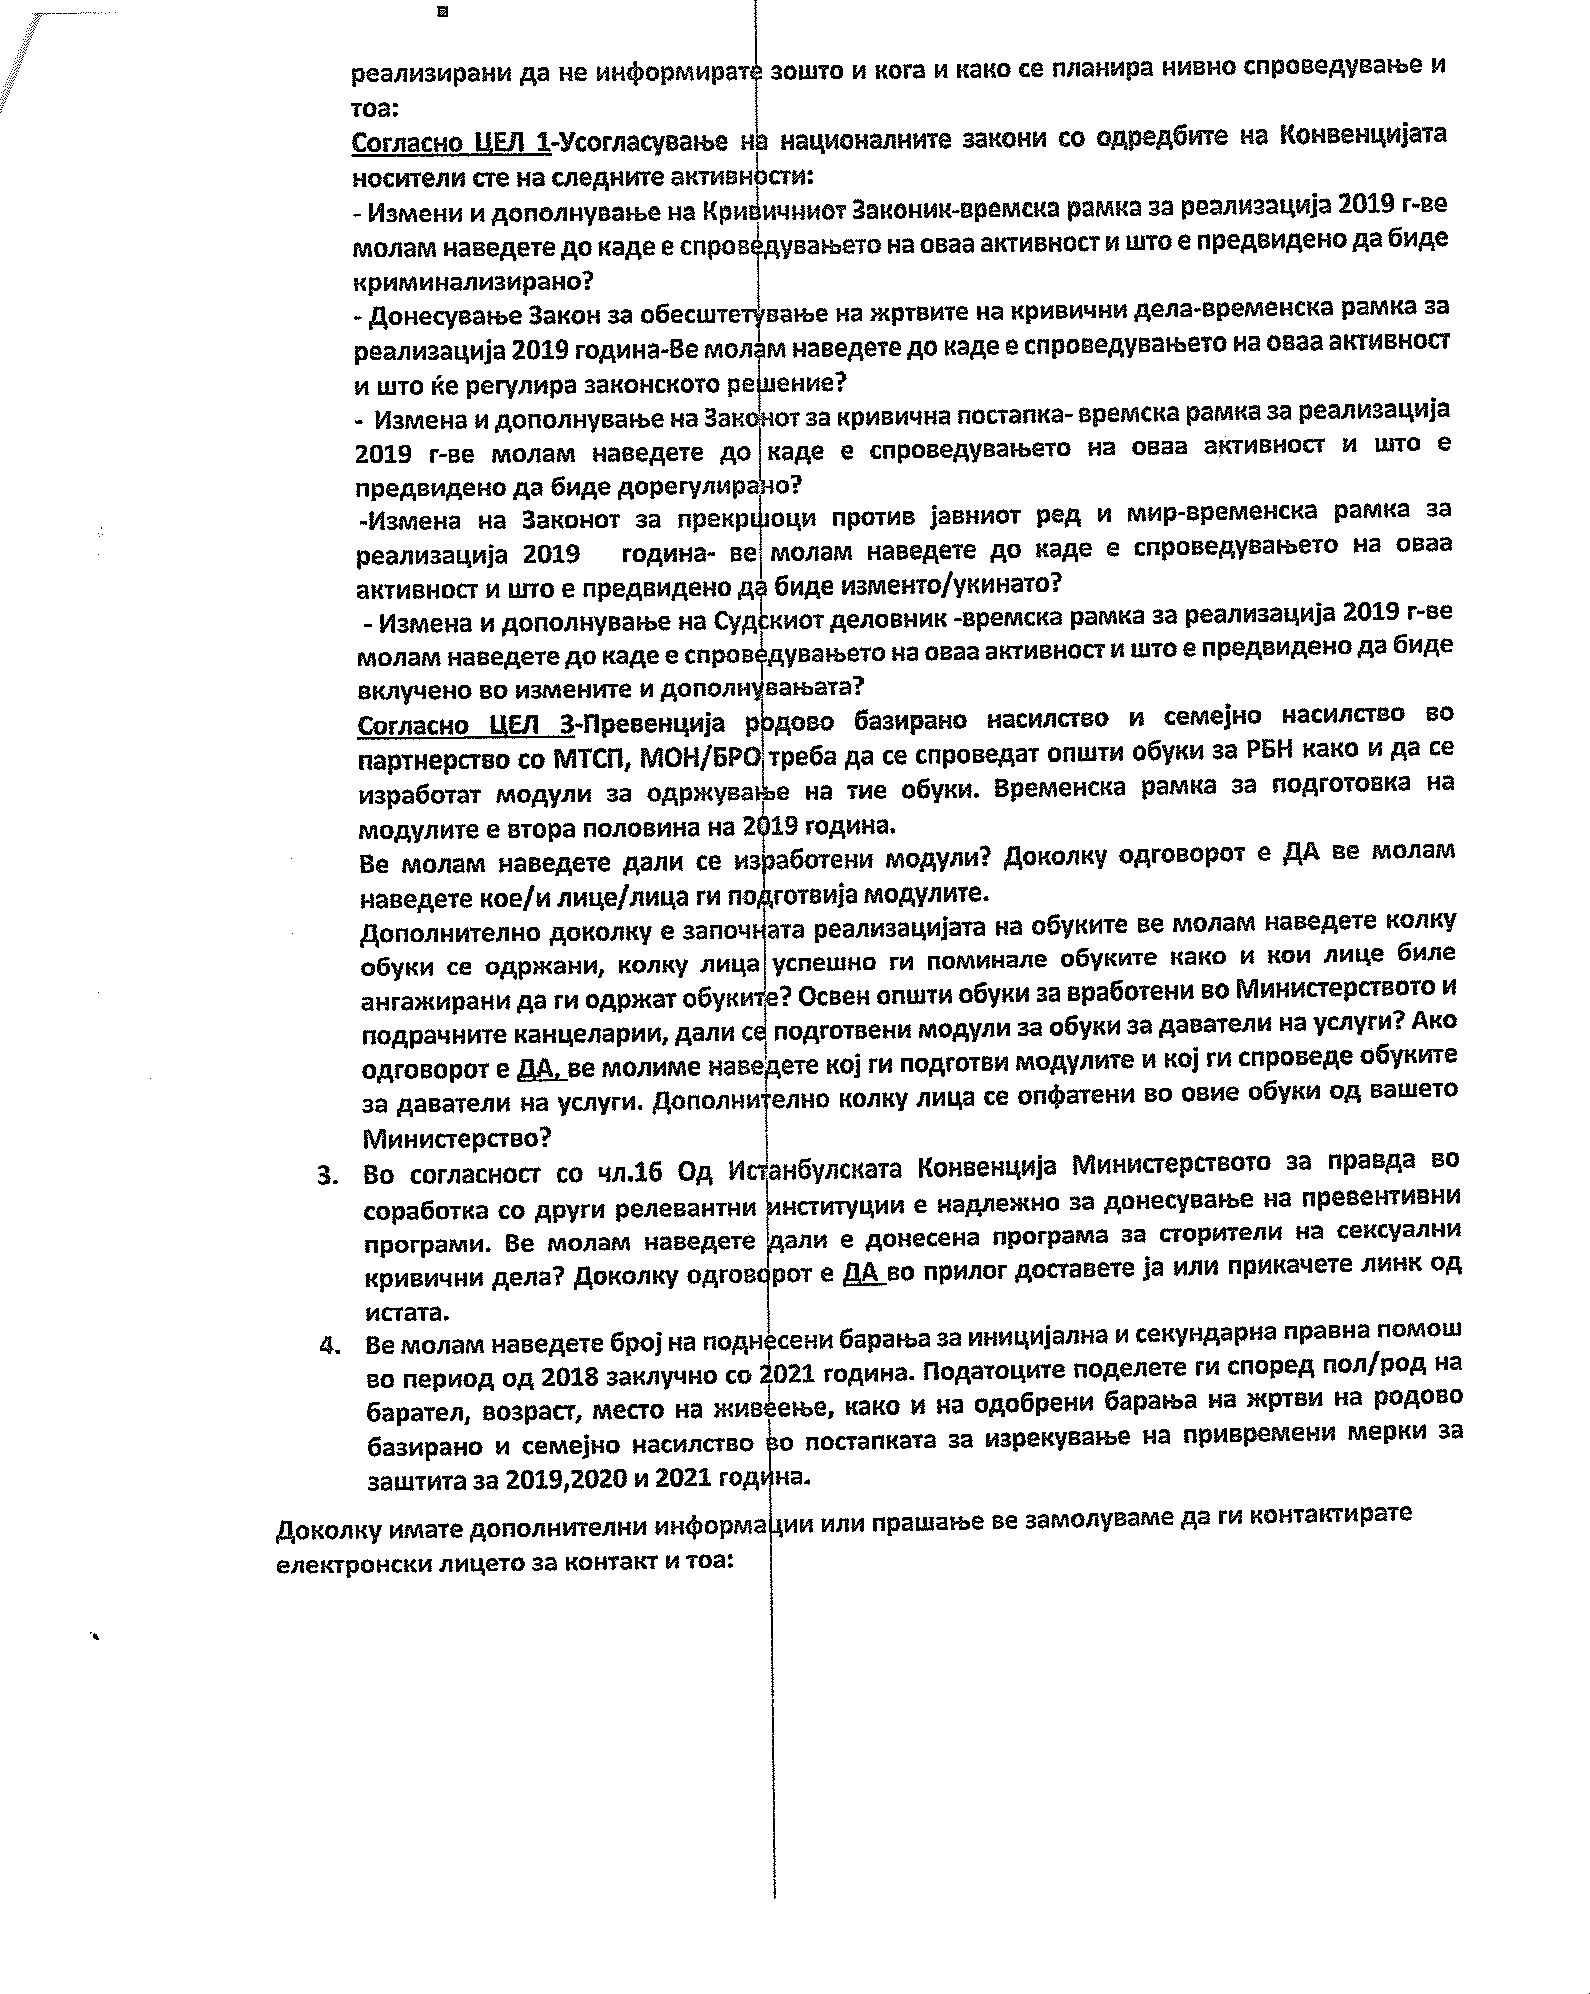 реализирани да не информирате зошто и кога и како се планира нивно спроведување и
тоа:
Согласно ЦЕЛ 1-Усогласување на националните закони со одредбите на Конвенцијата
носители сте на следните активности:
- Измени и дополнување на Кривичниот Законик-времска рамка за реализација 2019 г-ве
молам наведете до каде е спроведувањето на оваа активност и што е предвидено да биде
криминализирано?
- Донесување Закон за обесштетување на жртвите на кривични дела-временска рамка за
реализација 2019 година-Ве молам наведете до каде е спроведувањето на оваа активност
и што ќе регулира законското решение?
- Измена и дополнување на Законот за кривична постапка- времска рамка за реализација
2019 г-ве молам наведете до каде е спроведувањето на оваа активност и што е
предвидено да биде дорегулирано?
-Измена на Законот за прекршоци против јавниот ред и мир-временска рамка за
реализација 2019 година- ве молам наведете до каде е спроведувањето на оваа
активност и што е предвидено да биде изменто/укинато?
- Измена и дополнување на Судскиот деловник -времска рамка за реализација 2019 г-ве
молам наведете до каде е спроведувањето на оваа активност и што е предвидено да биде
вклучено во измените и дополнувањата?
Согласно ЦЕЛ 3-Превенција родово базирано насилство и семејно насилство во
партнерство со МТСП, МОН/БРО треба да се спроведат општи обуки за РБН како и да се
изработат модули за одржување на тие обуки. Временска рамка за подготовка на
модулите е втора половина на 2019 година.
Ве молам наведете дали се изработени модули? Доколку одговорот е ДА ве молам
наведете кое/и лице/лица ги подготвија модулите.
Дополнително доколку е започната реализацијата на обуките ве молам наведете колку
обуки се одржани, колку лица успешно ги поминале обуките како и кои лице биле
ангажирани да ги одржат обуките? Освен општи обуки за вработени во Министерството и
подрачните канцеларии, дали се подготвени модули за обуки за даватели на услуги? Ако
одговорот е ДА, ве молиме наведете кој ги подготви модулите и кој ги спроведе обуките
за даватели на услуги. Дополнително колку лица се опфатени во овие обуки од вашето
Министерство?
3. Во согласност со чл.16 Од Истанбулската Конвенција Министерството за правда во
соработка со други релевантни институции е надлежно за донесување на превентивни
програми. Ве молам наведете дали е донесена програма за сторители на сексуални
кривични дела? Доколку одговорот е ДА во прилог доставете ја или прикачете линк од
истата.
4. Ве молам наведете број на поднесени барања за иницијална и секундарна правна помош
во период од 2018 заклучно со 2021 година. Податоците поделете ги според пол/род на
барател, возраст, место на живеење, како и на одобрени барања на жртви на родово
базирано и семејно насилство во постапката за изрекување на привремени мерки за
заштита за 2019,2020 и 2021 година.
Доколку имате дополнителни информации или прашање ве замолуваме да ги контактирате
електронски лицето за контакт и тоа: